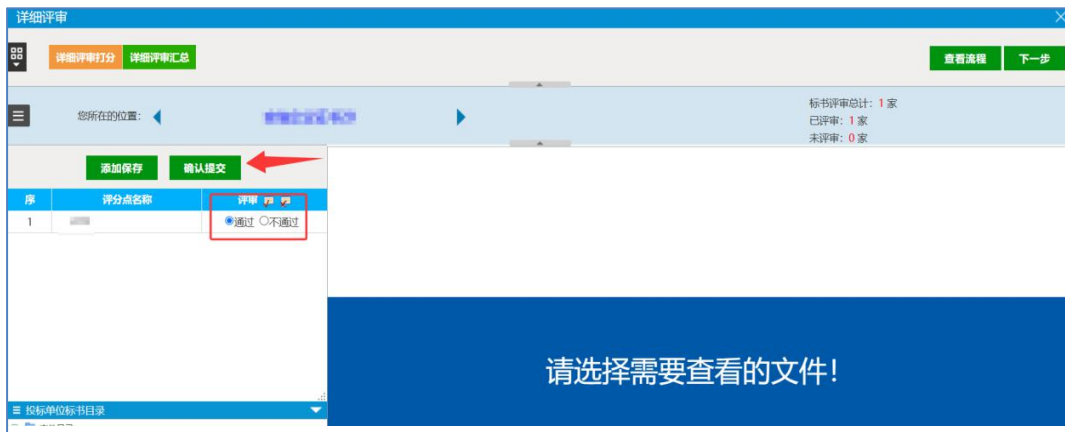 详细评审
详细评审打分 详细评审汇总 查看流程 下一步
您所在的位置：
标书评审总计：1 家
已评审：1 家
未评审：0 家
添加保存 确认提交
序 评分点名称 评审
1 通过 不通过
请选择需要查看的文件！
投标单位标书目录